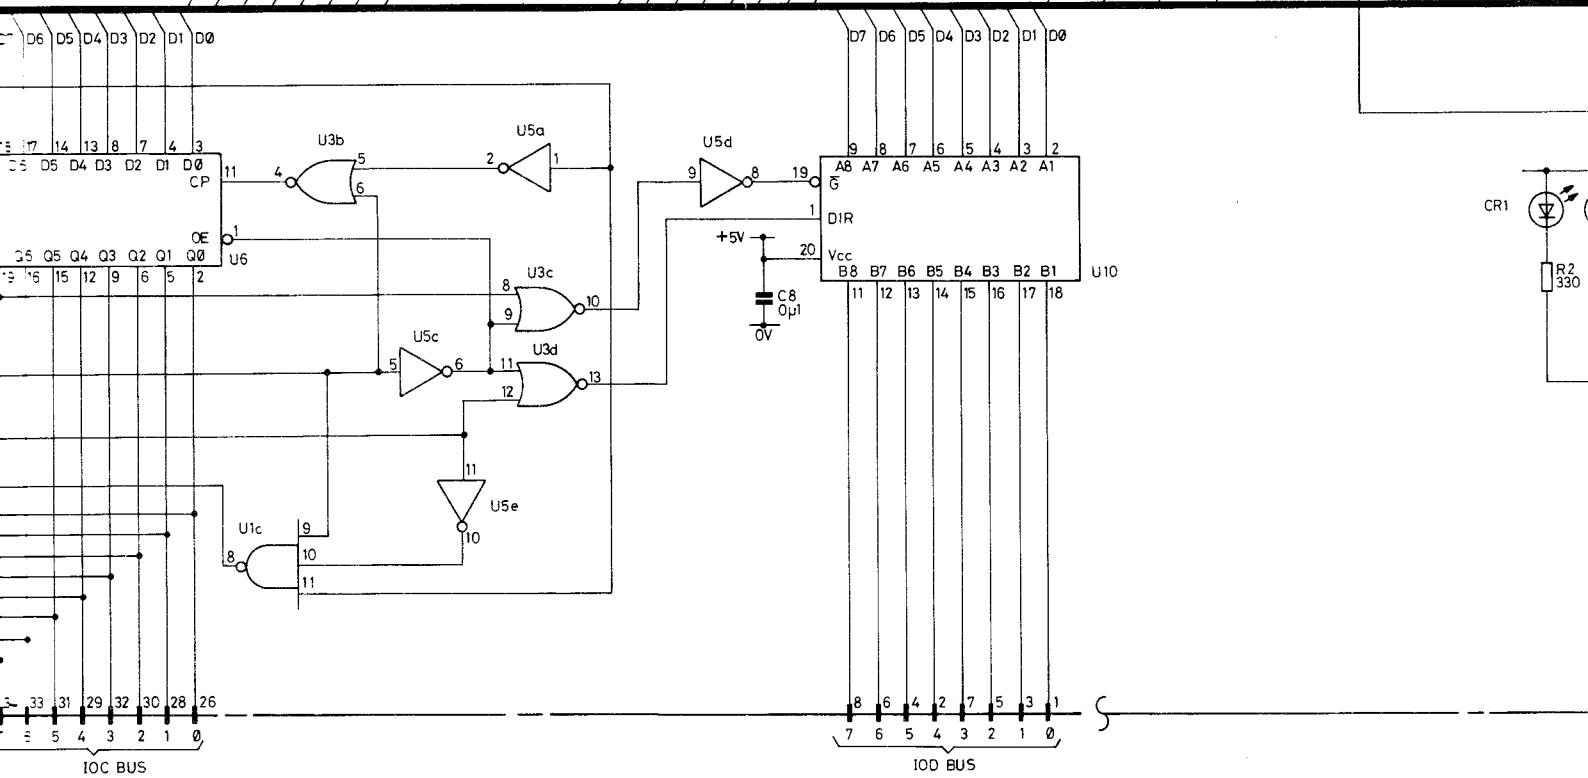 D6 D5 D4 D3 D2 D1 D0
D7 D6 D5 D4 D3 D2 D1 D0
17 14 13 8 7 4 3
D5 D4 D3 D2 D1 D0
CP
11
OE
1
U6
Q5 Q4 Q3 Q2 Q1 Q0
16 15 12 9 6 5 2
U3b
4
5
6
U5a
2
1
U5d
9
8
9 8 7 6 5 4 3 2
A8 A7 A6 A5 A4 A3 A2 A1
19
G
1
DIR
20
Vcc
B8 B7 B6 B5 B4 B3 B2 B1
U10
11 12 13 14 15 16 17 18
+5V
C8
0µ1
0V
CR1
R2
330
U3c
8
9
10
U5c
5
6
U3d
11
12
13
11
U5e
10
U1c
8
9
10
11
33 31 29 32 30 28 26
5 4 3 2 1 0
IOC BUS
8 6 4 2 7 5 3 1
7 6 5 4 3 2 1 0
IOD BUS